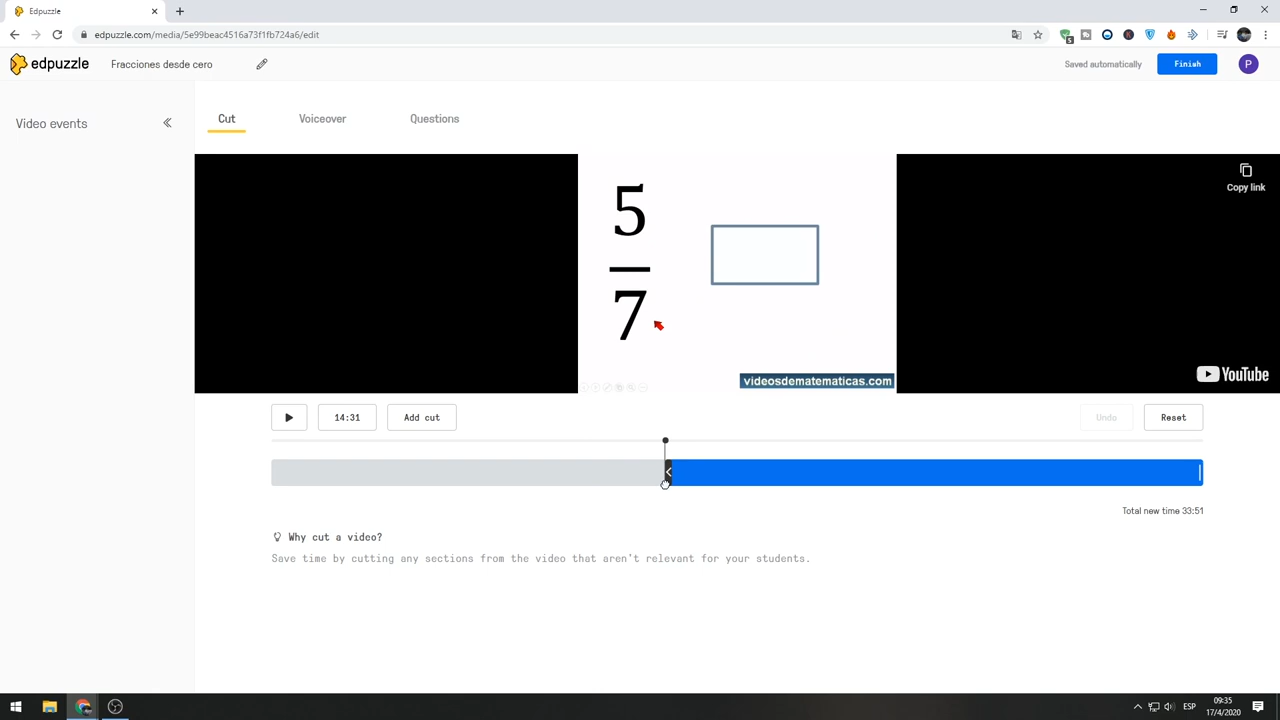 Edpuzzle
edpuzzle.com/media/5e99beac4516a73f1fb724a6/edit
5
edpuzzle
Fracciones desde cero
Saved automatically
Finish
P
Video events
Cut
Voiceover
Questions
Copy link
5
7
videosdematematicas.com
YouTube
14:31
Add cut
Undo
Reset
Total new time 33:51
Why cut a video?
Save time by cutting any sections from the video that aren't relevant for your students.
ESP
09:35
17/4/2020